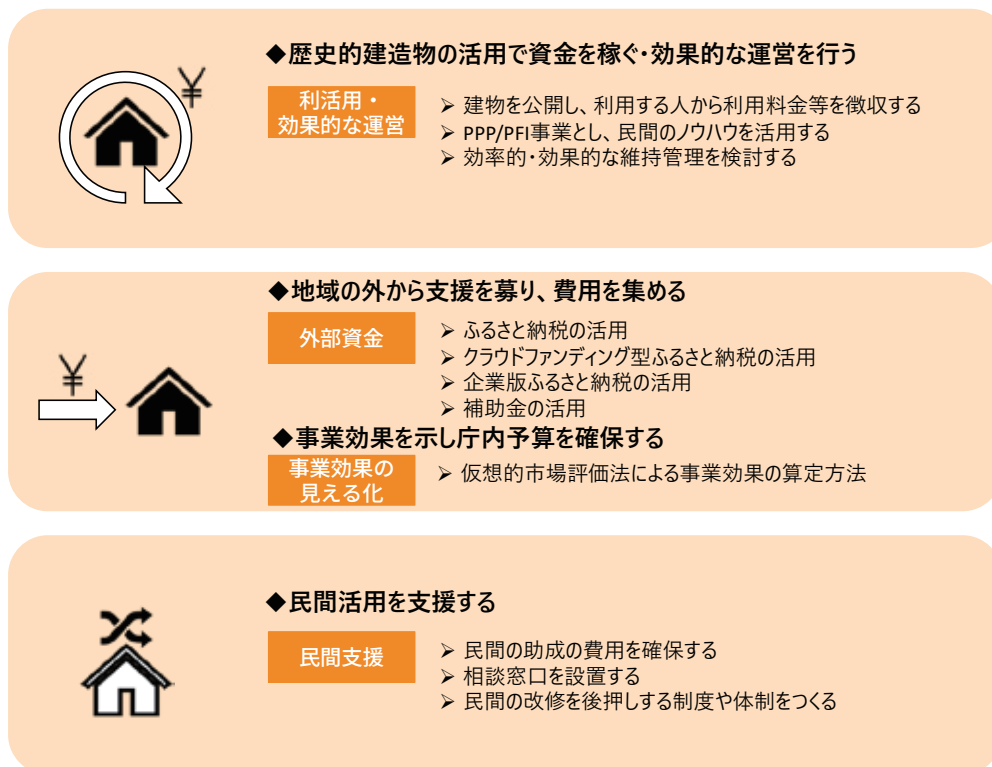 ◆歴史的建造物の活用で資金を稼ぐ・効果的な運営を行う
¥
利活用・
効果的な運営
➢ 建物を公開し、利用する人から利用料金等を徴収する
➢ PPP/PFI事業とし、民間のノウハウを活用する
➢ 効率的・効果的な維持管理を検討する
◆地域の外から支援を募り、費用を集める
¥
外部資金
➢ ふるさと納税の活用
➢ クラウドファンディング型ふるさと納税の活用
➢ 企業版ふるさと納税の活用
➢ 補助金の活用
◆事業効果を示し庁内予算を確保する
事業効果の
見える化
➢ 仮想的市場評価法による事業効果の算定方法
◆民間活用を支援する
民間支援
➢ 民間の助成の費用を確保する
➢ 相談窓口を設置する
➢ 民間の改修を後押しする制度や体制をつくる